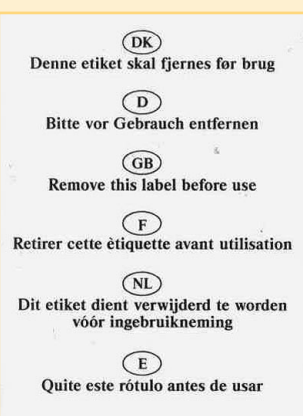 DK
Denne etiket skal fjernes før brug
D
Bitte vor Gebrauch entfernen
GB
Remove this label before use
F
Retirer cette ètiquette avant utilisation
NL
Dit etiket dient verwijderd te worden
vóór ingebruikneming
E
Quite este rótulo antes de usar